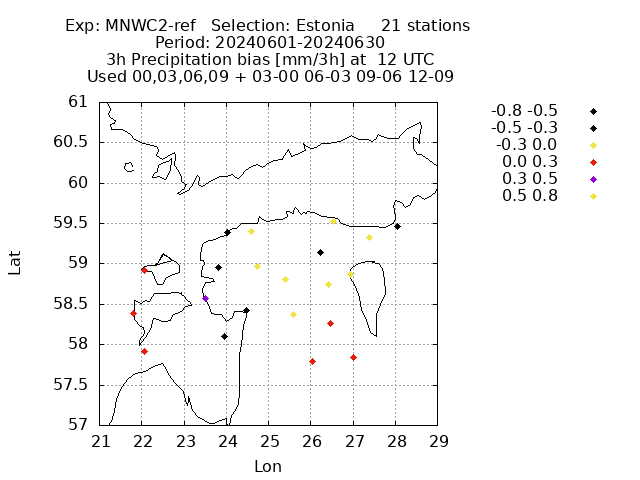 Exp: MNWC2-ref   Selection: Estonia     21 stations
Period: 20240601-20240630
3h Precipitation bias [mm/3h] at  12 UTC
Used 00,03,06,09 + 03-00 06-03 09-06 12-09
-0.8 -0.5
-0.5 -0.3
-0.3 0.0
0.0 0.3
0.3 0.5
0.5 0.8
61
60.5
60
59.5
59
58.5
58
57.5
57
Lat
21 22 23 24 25 26 27 28 29
Lon